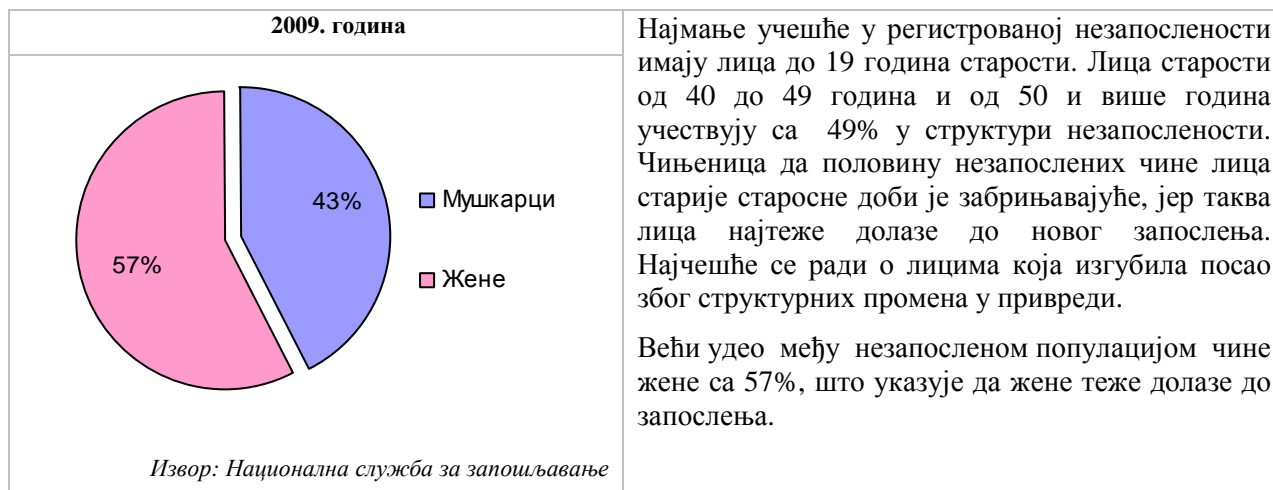 2009. година
43%
57%
Мушкарци
Жене
Извор: Национална служба за запошљавање
Најмање учешће у регистрованој незапослености
имају лица до 19 година старости. Лица старости
од 40 до 49 година и од 50 и више година
учествују са 49% у структури незапослености.
Чињеница да половину незапослених чине лица
старије старосне доби је забрињавајуће, јер таква
лица најтеже долазе до новог запослења.
Најчешће се ради о лицима која изгубила посао
због структурних промена у привреди.
Већи удео међу незапосленом популацијом чине
жене са 57%, што указује да жене теже долазе до
запослења.